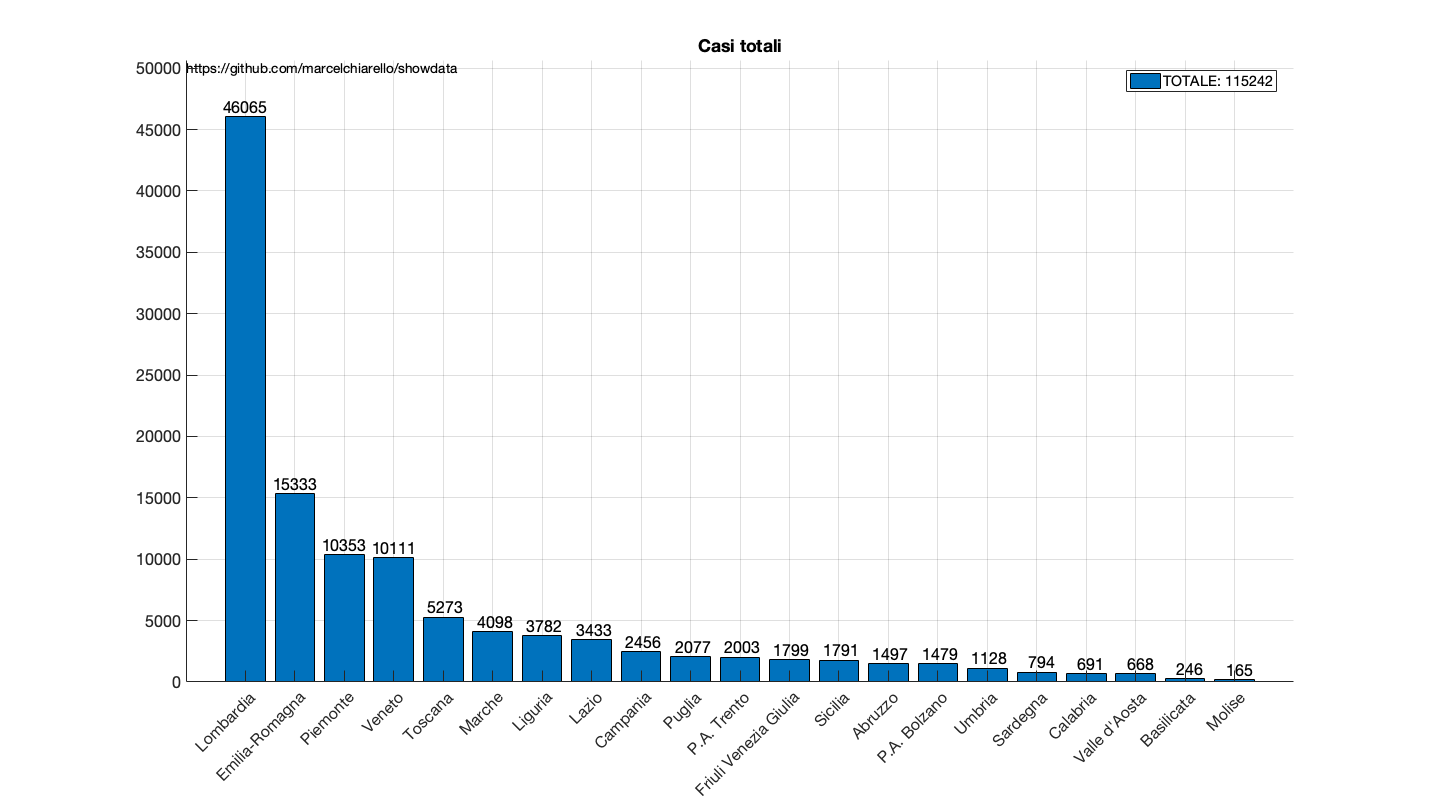 Casi totali
https://github.com/marcelchiarello/showdata
TOTALE: 115242
50000
45000
40000
35000
30000
25000
20000
15000
10000
5000
0
46065
15333
10353
10111
5273
4098
3782
3433
2456
2077
2003
1799
1791
1497
1479
1128
794
691
668
246
165
Lombardia
Emilia-Romagna
Piemonte
Veneto
Toscana
Marche
Liguria
Lazio
Campania
Puglia
P.A. Trento
Friuli Venezia Giulia
Sicilia
Abruzzo
P.A. Bolzano
Umbria
Sardegna
Calabria
Valle d'Aosta
Basilicata
Molise